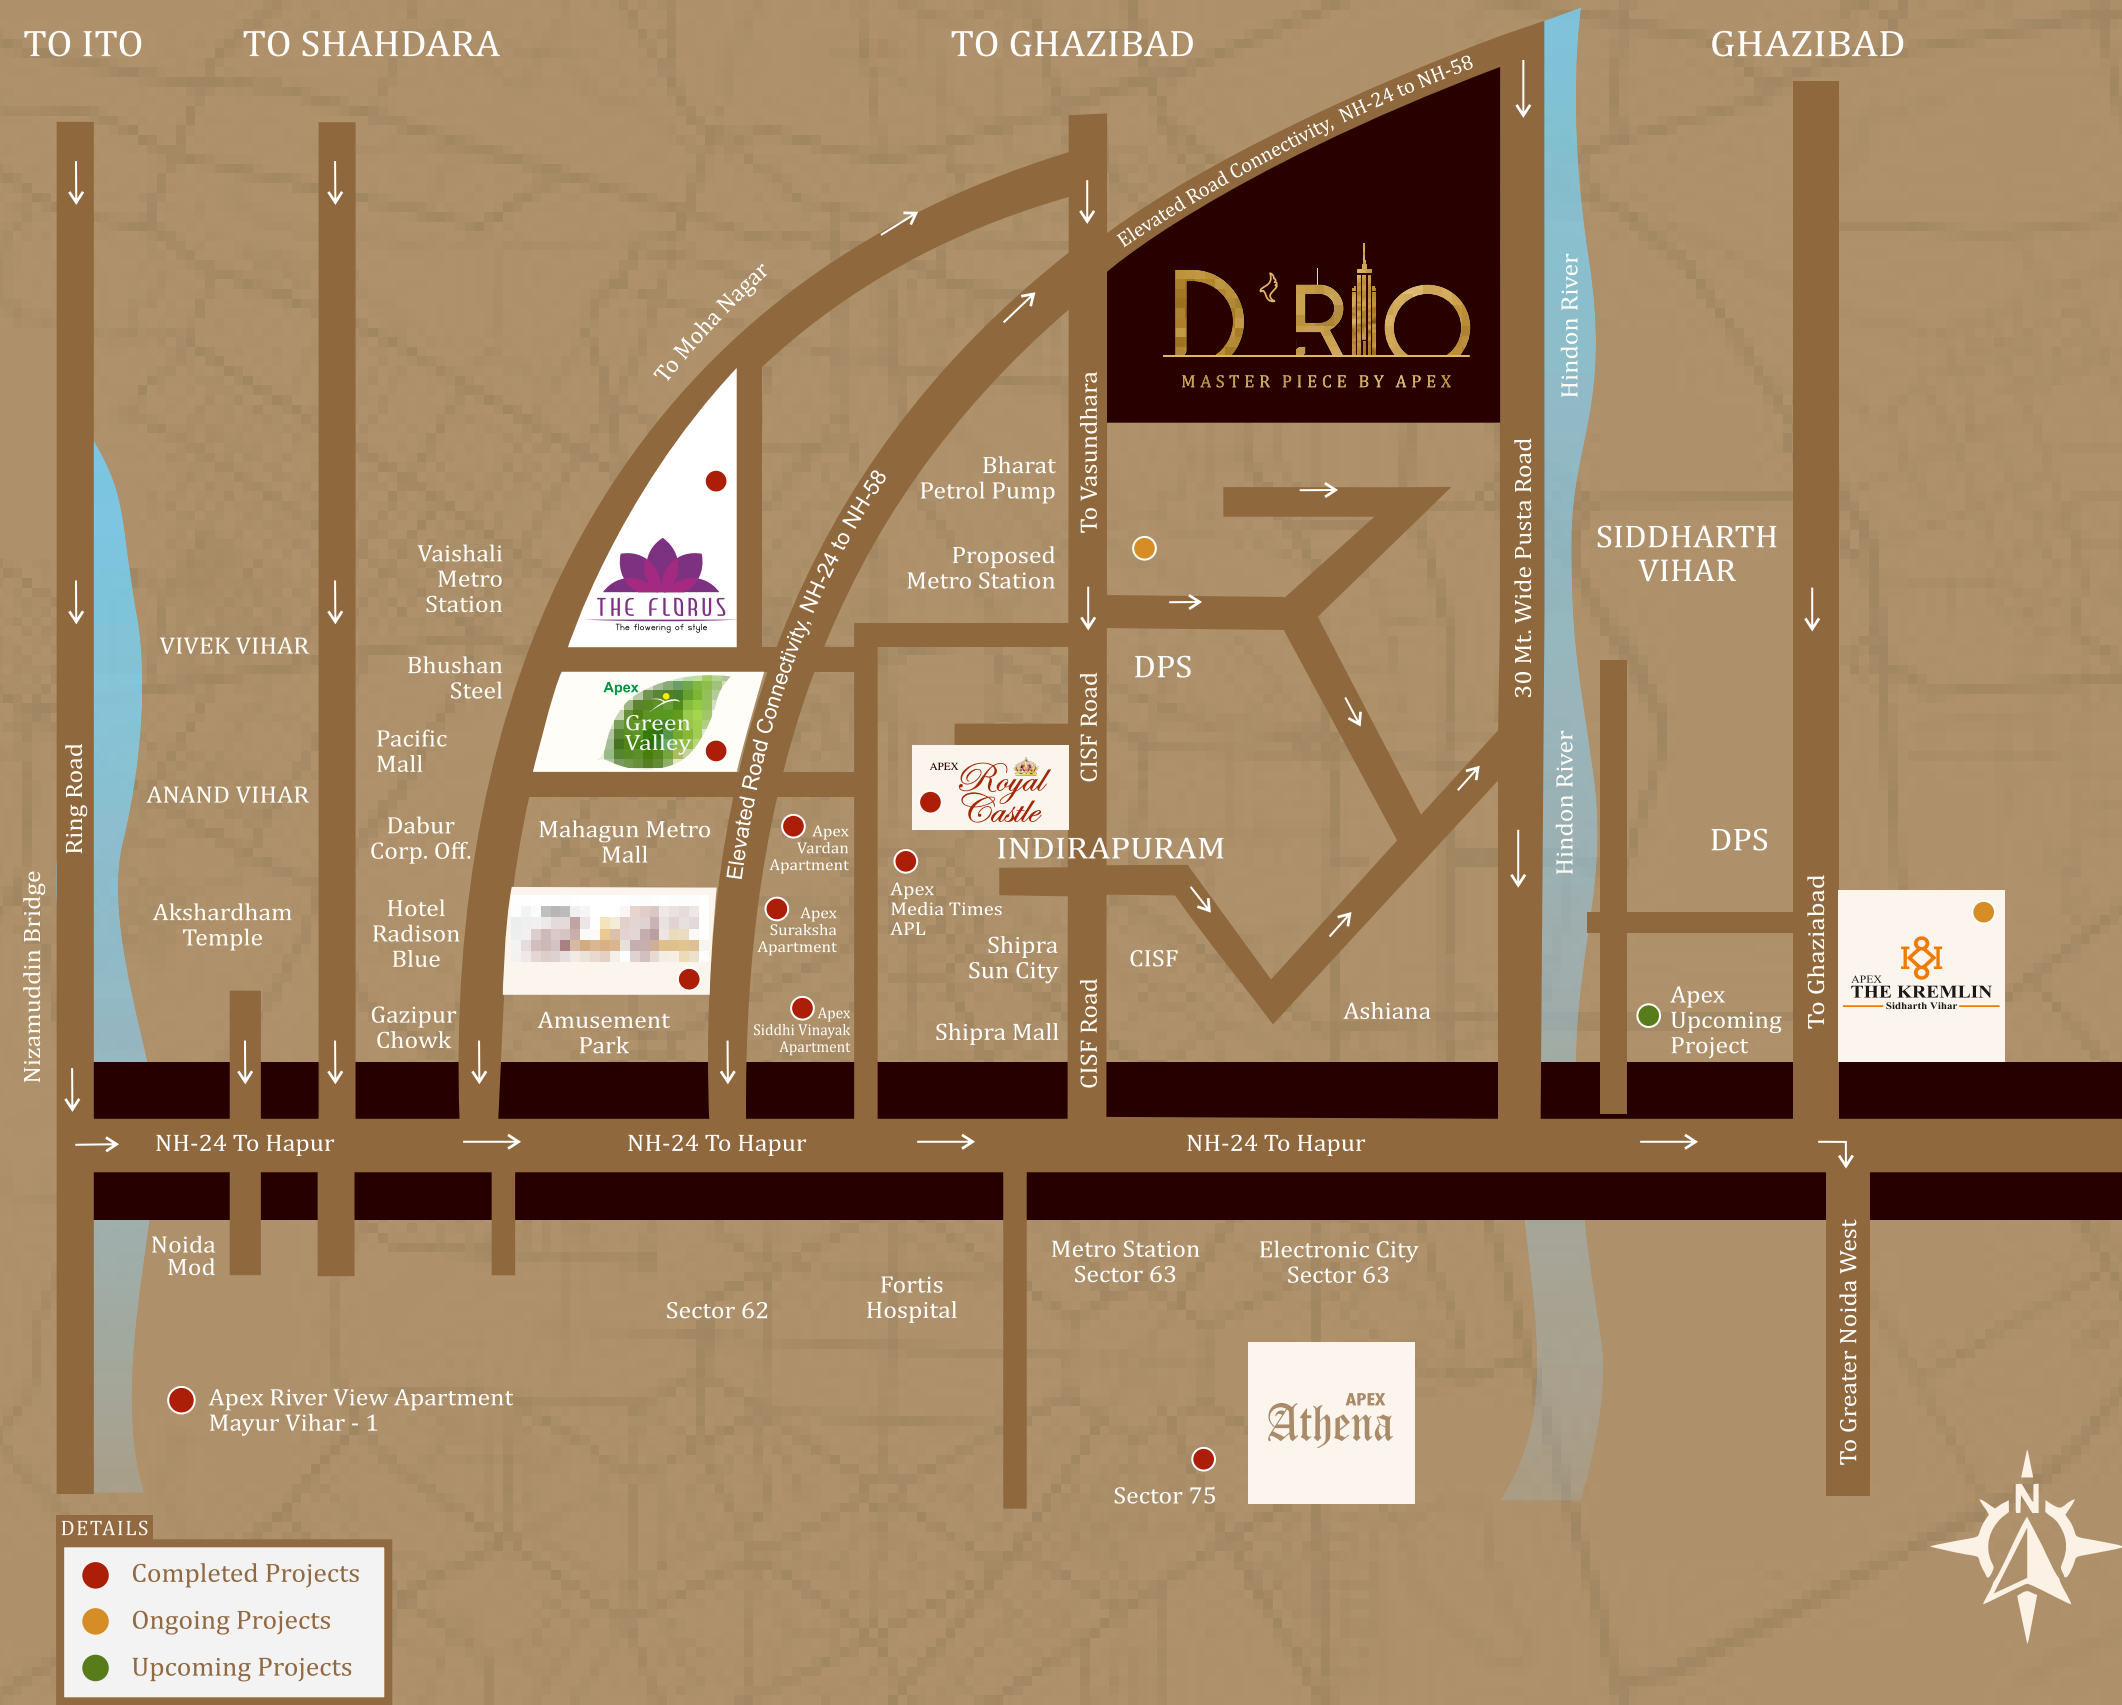 TO ITO
TO SHAHDARA
TO GHAZIBAD
GHAZIBAD
Elevated Road Connectivity, NH-24 to NH-58
To Moha Nagar
D'RIO
MASTER PIECE BY APEX
Hindon River
To Vasundhara
Bharat
Petrol Pump
Proposed
Metro Station
30 Mt. Wide Pusta Road
SIDDHARTH
VIHAR
Vaishali
Metro
Station
THE FLORUS
The flowering of style
Elevated Road Connectivity, NH-24 to NH-58
VIVEK VIHAR
Bhushan
Steel
Apex
Green
Valley
DPS
CISF Road
Hindon River
Ring Road
Pacific
Mall
ANAND VIHAR
APEX
Royal
Castle
Dabur
Corp. Off.
Mahagun Metro
Mall
Apex
Vardan
Apartment
INDIRAPURAM
DPS
Nizamuddin Bridge
Akshardham
Temple
Hotel
Radison
Blue
Apex
Suraksha
Apartment
Apex
Media Times
APL
Shipra
Sun City
CISF
To Ghaziabad
APEX
THE KREMLIN
Sidharth Vihar
Gazipur
Chowk
Amusement
Park
Apex
Siddhi Vinayak
Apartment
Shipra Mall
CISF Road
Ashiana
Apex
Upcoming
Project
NH-24 To Hapur
NH-24 To Hapur
NH-24 To Hapur
Noida
Mod
Sector 62
Fortis
Hospital
Metro Station
Sector 63
Electronic City
Sector 63
To Greater Noida West
Apex River View Apartment
Mayur Vihar - 1
APEX
Athena
Sector 75
N
DETAILS
Completed Projects
Ongoing Projects
Upcoming Projects